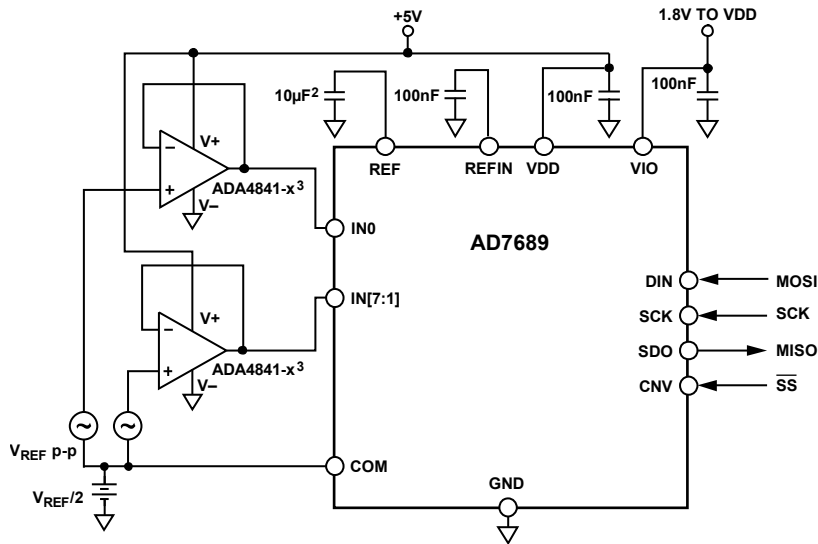 +5V
1.8V TO VDD
10µF²
100nF
100nF
100nF
V+
ADA4841-x³
V–
REF
REFIN
VDD
VIO
IN0
AD7689
IN[7:1]
V+
ADA4841-x³
V–
DIN
MOSI
SCK
SCK
SDO
MISO
CNV
S̅S̅
VREF p-p
COM
VREF/2
GND